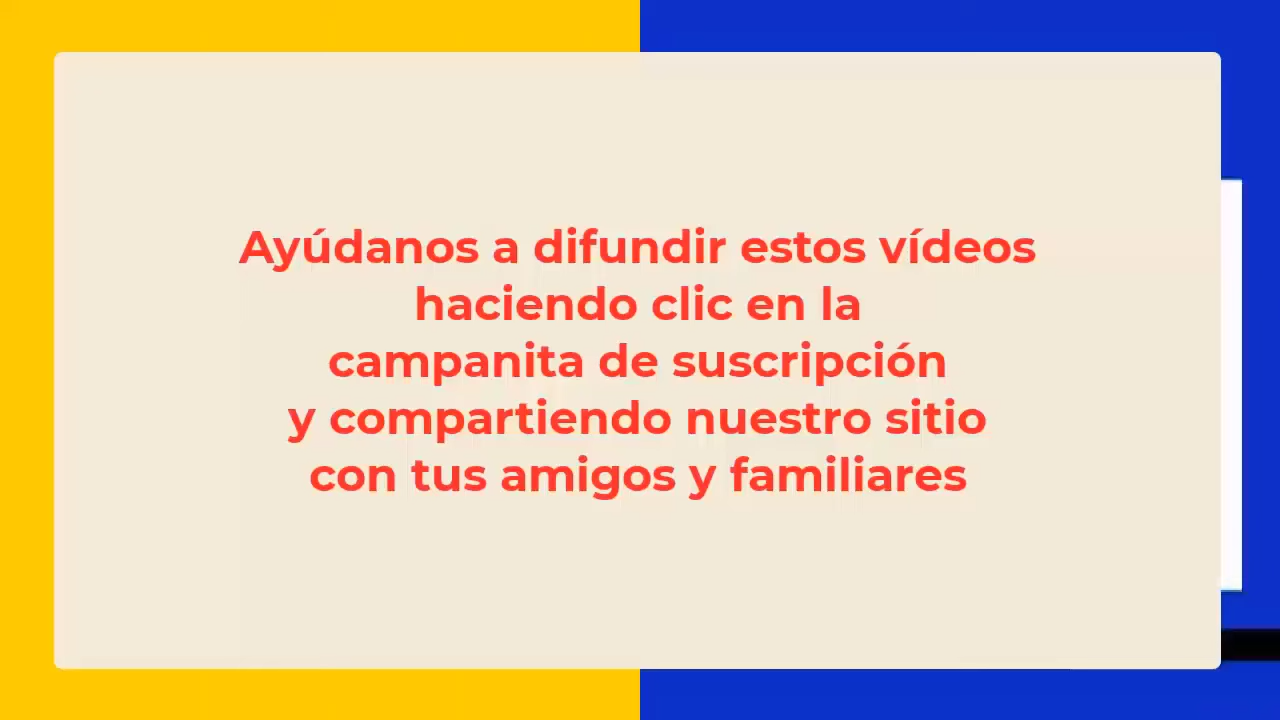 Ayúdanos a difundir estos vídeos
haciendo clic en la
campanita de suscripción
y compartiendo nuestro sitio
con tus amigos y familiares